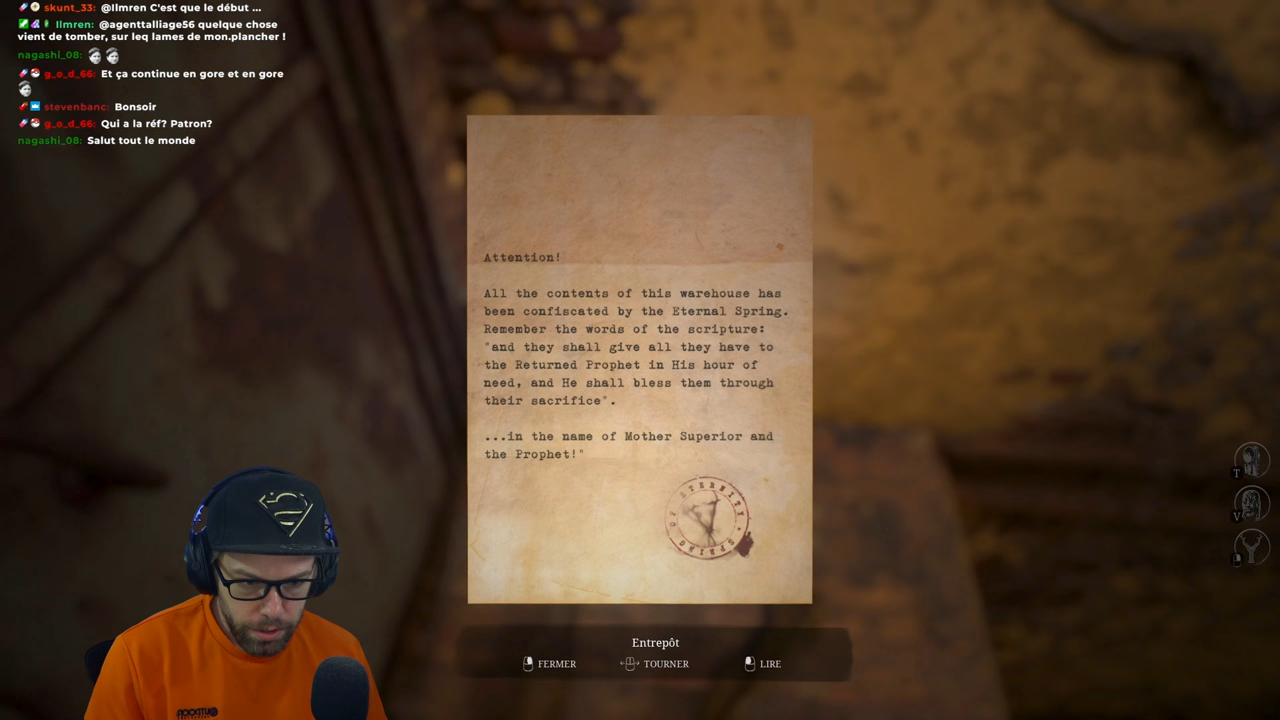 skunt_33: @Ilmren C'est que le début ...
Ilmren: @agenttalliage56 quelque chose
vient de tomber, sur leq lames de mon.plancher !
nagashi_08:
g_o_d_66: Et ça continue en gore et en gore
stevenbanc: Bonsoir
g_o_d_66: Qui a la réf? Patron?
nagashi_08: Salut tout le monde
Attention!
All the contents of this warehouse has
been confiscated by the Eternal Spring.
Remember the words of the scripture:
"and they shall give all they have to
the Returned Prophet in His hour of
need, and He shall bless them through
their sacrifice".
...in the name of Mother Superior and
the Prophet!"
SPRING OF ETERNITY
T
V
Entrepôt
FERMER
TOURNER
LIRE